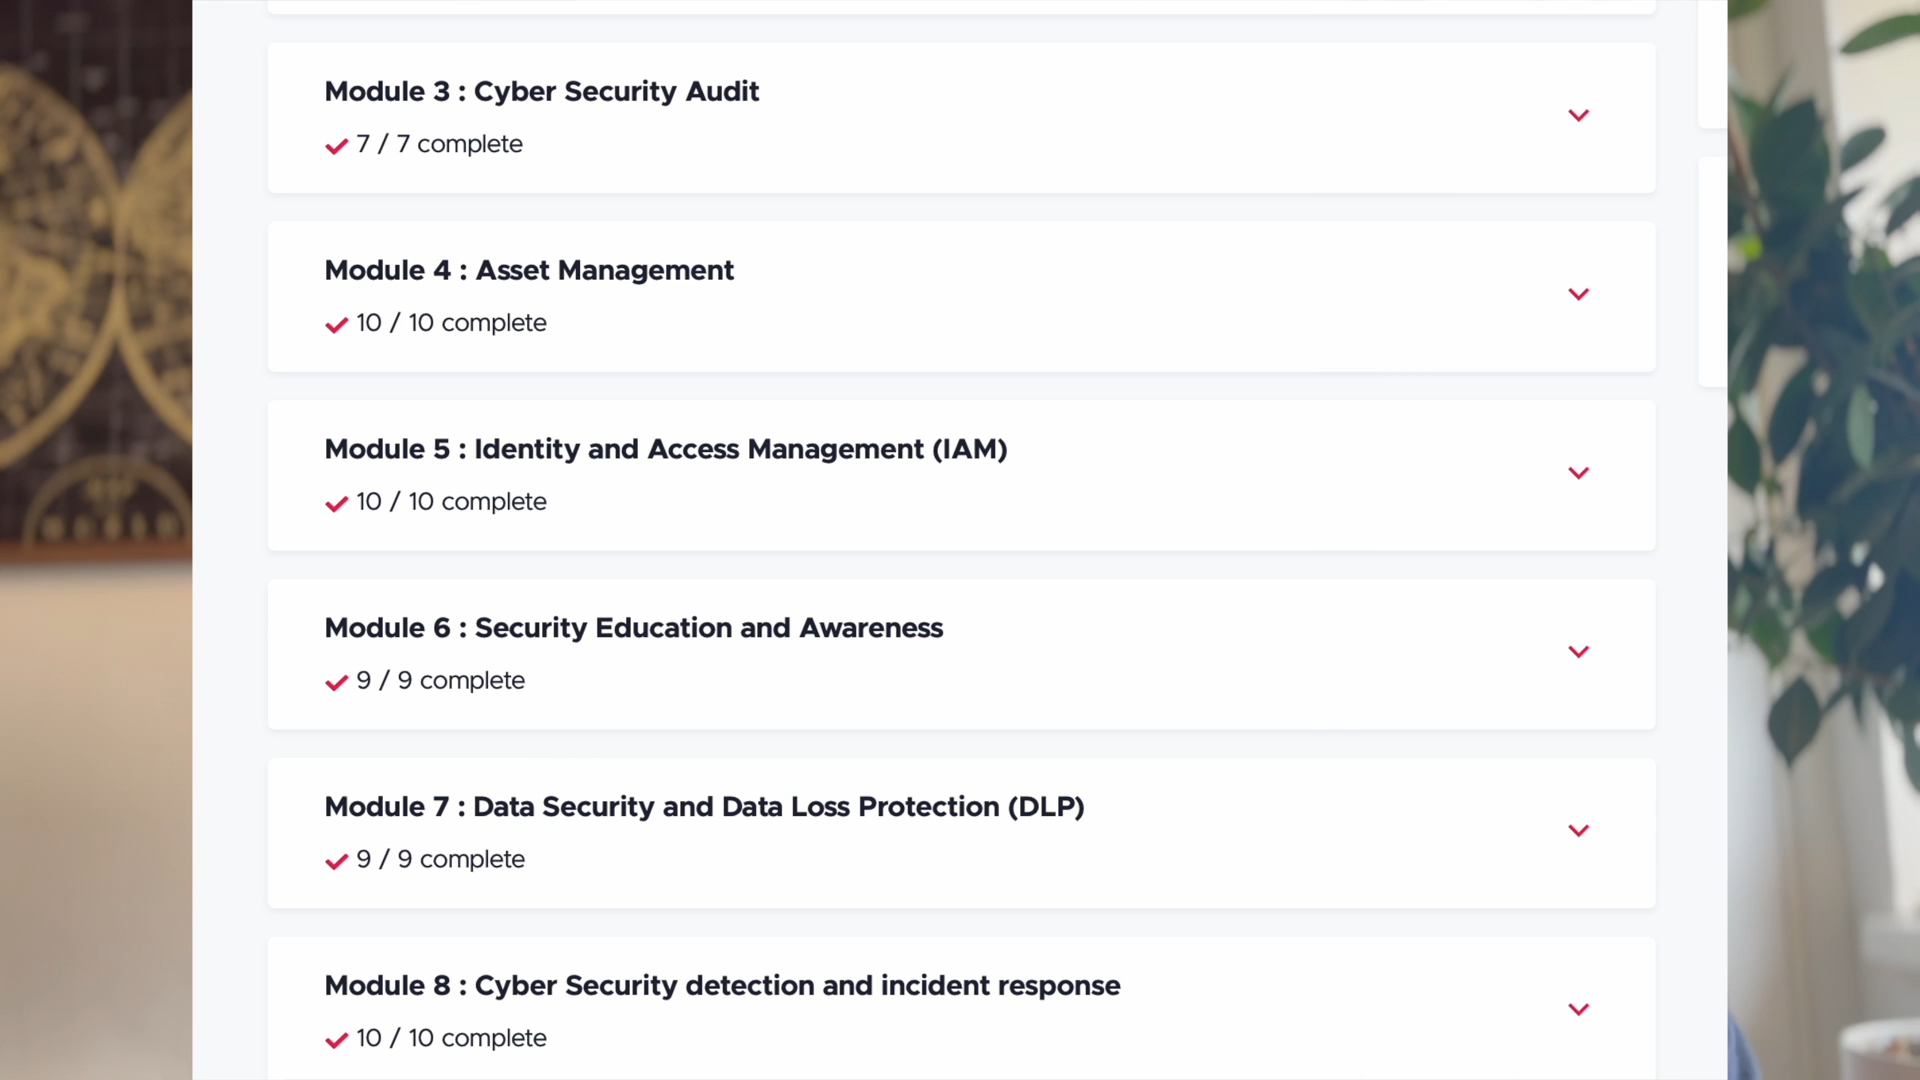 Module 3 : Cyber Security Audit
7 / 7 complete
Module 4 : Asset Management
10 / 10 complete
Module 5 : Identity and Access Management (IAM)
10 / 10 complete
Module 6 : Security Education and Awareness
9 / 9 complete
Module 7 : Data Security and Data Loss Protection (DLP)
9 / 9 complete
Module 8 : Cyber Security detection and incident response
10 / 10 complete